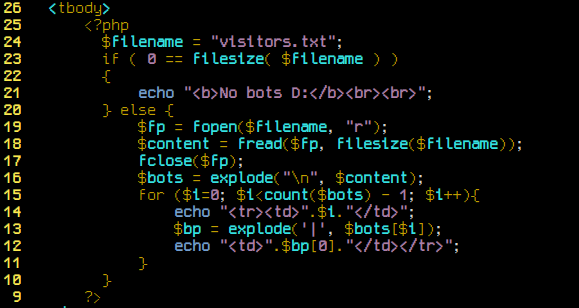 26 <tbody>
25 <?php
24 $filename = "visitors.txt";
23 if ( 0 == filesize( $filename ) )
22 {
21 echo "<b>No bots D:</b><br><br>";
20 } else {
19 $fp = fopen($filename, "r");
18 $content = fread($fp, filesize($filename));
17 fclose($fp);
16 $bots = explode("\n", $content);
15 for ($i=0; $i<count($bots) - 1; $i++){
14 echo "<tr><td>".$i."</td>";
13 $bp = explode('|', $bots[$i]);
12 echo "<td>".$bp[0]."</td></tr>";
11 }
10 }
9 ?>